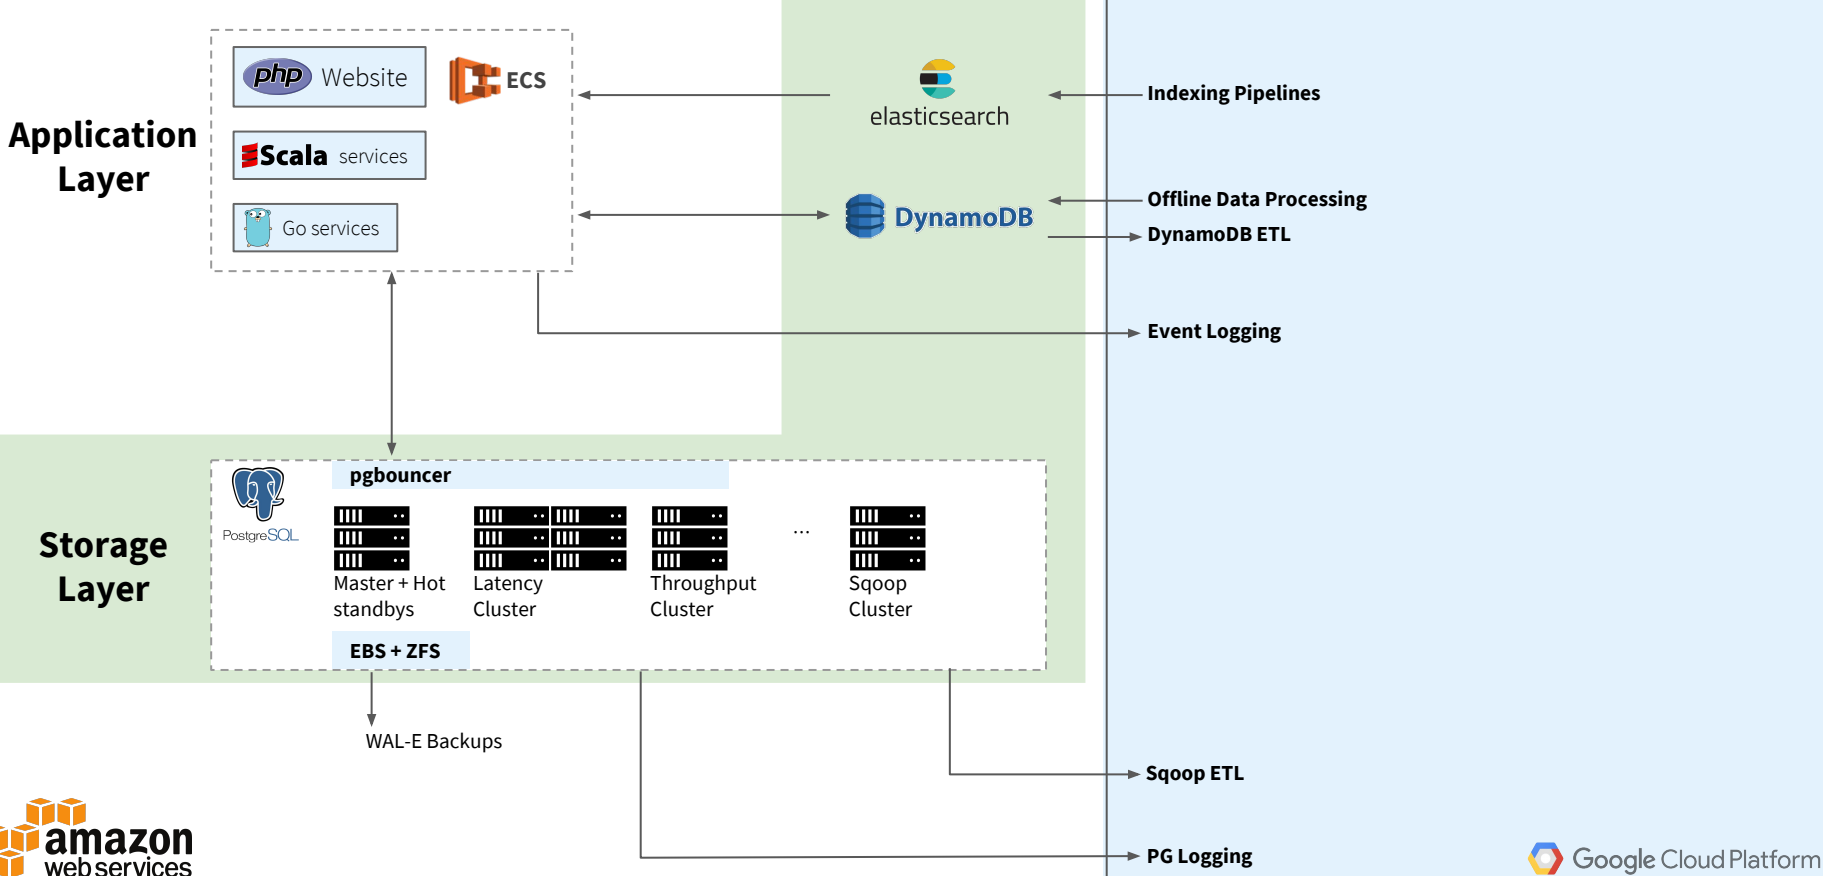 Application
Layer
php Website
ECS
Scala services
Go services
elasticsearch
DynamoDB
Indexing Pipelines
Offline Data Processing
DynamoDB ETL
Event Logging
Storage
Layer
PostgreSQL
pgbouncer
...
Master + Hot
standbys
Latency
Cluster
Throughput
Cluster
Sqoop
Cluster
EBS + ZFS
WAL-E Backups
Sqoop ETL
PG Logging
amazon
web services
Google Cloud Platform